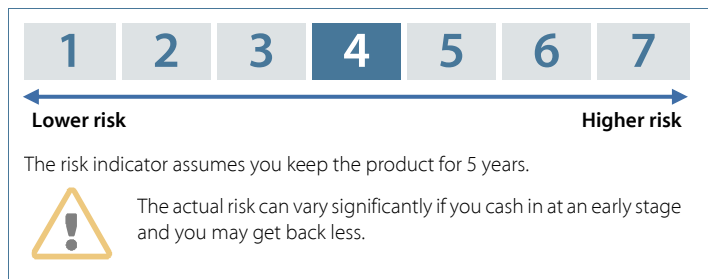 1 2 3 4 5 6 7
Lower risk Higher risk
The risk indicator assumes you keep the product for 5 years.
The actual risk can vary significantly if you cash in at an early stage
and you may get back less.